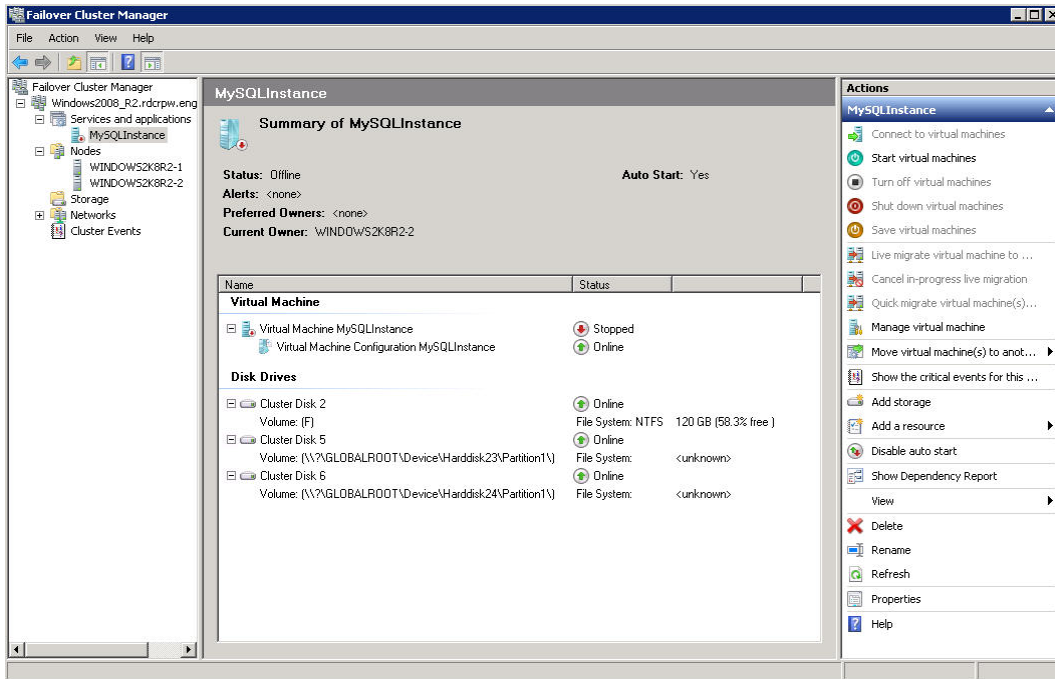 Failover Cluster Manager
File Action View Help
Failover Cluster Manager
Windows2008_R2.rdcrpw.eng
Services and applications
MySQLInstance
Nodes
WINDOWS2K8R2-1
WINDOWS2K8R2-2
Storage
Networks
Cluster Events
MySQLInstance
Summary of MySQLInstance
Status: Offline Auto Start: Yes
Alerts: <none>
Preferred Owners: <none>
Current Owner: WINDOWS2K8R2-2
Name Status
Virtual Machine
Virtual Machine MySQLInstance Stopped
Virtual Machine Configuration MySQLInstance Online
Disk Drives
Cluster Disk 2 Online
Volume: (F) File System: NTFS 120 GB (58.3% free )
Cluster Disk 5 Online
Volume: (\\?\GLOBALROOT\Device\Harddisk23\Partition1\) File System: <unknown>
Cluster Disk 6 Online
Volume: (\\?\GLOBALROOT\Device\Harddisk24\Partition1\) File System: <unknown>
Actions
MySQLInstance
Connect to virtual machines
Start virtual machines
Turn off virtual machines
Shut down virtual machines
Save virtual machines
Live migrate virtual machine to ...
Cancel in-progress live migration
Quick migrate virtual machine(s)...
Manage virtual machine
Move virtual machine(s) to anot...
Show the critical events for this ...
Add storage
Add a resource
Disable auto start
Show Dependency Report
View
Delete
Rename
Refresh
Properties
Help